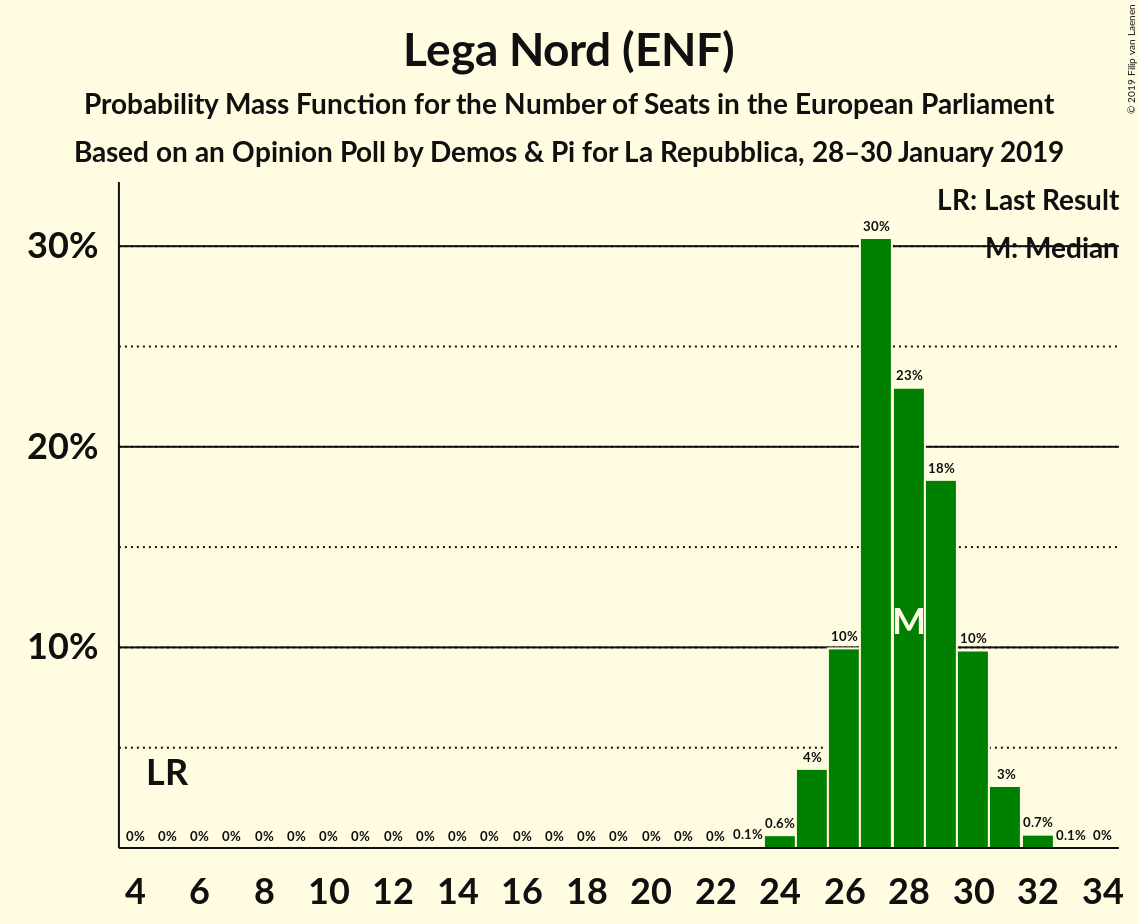 Lega Nord (ENF)
Probability Mass Function for the Number of Seats in the European Parliament
Based on an Opinion Poll by Demos & Pi for La Repubblica, 28–30 January 2019
© 2019 Filip van Laenen
LR: Last Result
M: Median
30%
20%
10%
30%
23%
18%
10%
M
10%
LR
4%
3%
0% 0% 0% 0% 0% 0% 0% 0% 0% 0% 0% 0% 0% 0% 0% 0% 0% 0% 0% 0.1% 0.6% 0.7% 0.1% 0%
4 6 8 10 12 14 16 18 20 22 24 26 28 30 32 34